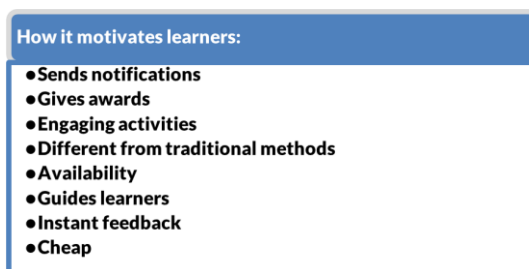 How it motivates learners:
●Sends notifications
●Gives awards
●Engaging activities
●Different from traditional methods
●Availability
●Guides learners
●Instant feedback
●Cheap